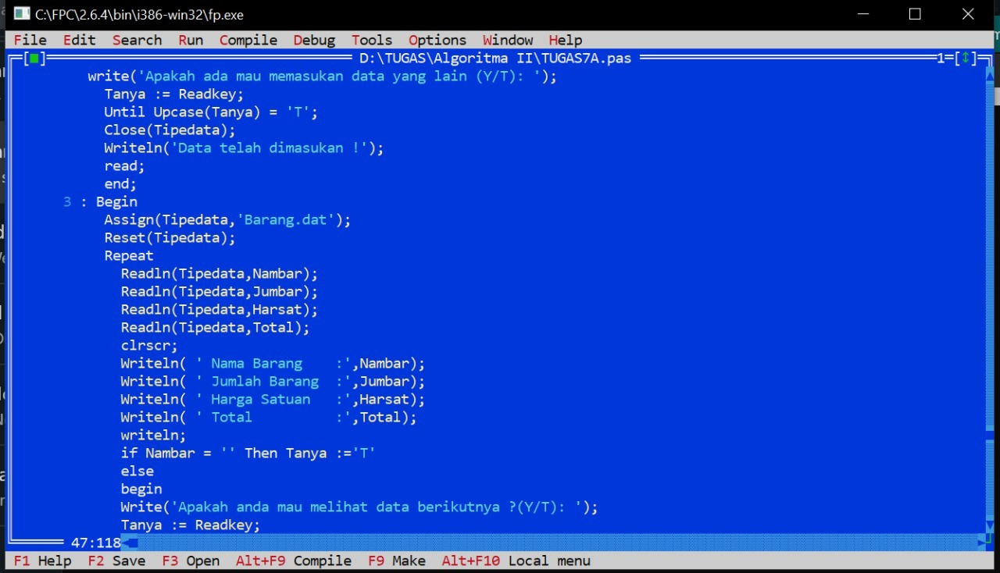 C:\FPC\2.6.4\bin\i386-win32\fp.exe
File Edit Search Run Compile Debug Tools Options Window Help
D:\TUGAS\Algoritma II\TUGAS7A.pas 1=[↕]
write('Apakah ada mau memasukan data yang lain (Y/T): ');
Tanya := Readkey;
Until Upcase(Tanya) = 'T';
Close(Tipedata);
Writeln('Data telah dimasukan !');
read;
end;
3 : Begin
Assign(Tipedata,'Barang.dat');
Reset(Tipedata);
Repeat
Readln(Tipedata,Nambar);
Readln(Tipedata,Jumbar);
Readln(Tipedata,Harsat);
Readln(Tipedata,Total);
clrscr;
Writeln( ' Nama Barang    :',Nambar);
Writeln( ' Jumlah Barang  :',Jumbar);
Writeln( ' Harga Satuan   :',Harsat);
Writeln( ' Total          :',Total);
writeln;
if Nambar = '' Then Tanya :='T'
else
begin
Write('Apakah anda mau melihat data berikutnya ?(Y/T): ');
Tanya := Readkey;
47:118
F1 Help F2 Save F3 Open Alt+F9 Compile F9 Make Alt+F10 Local menu